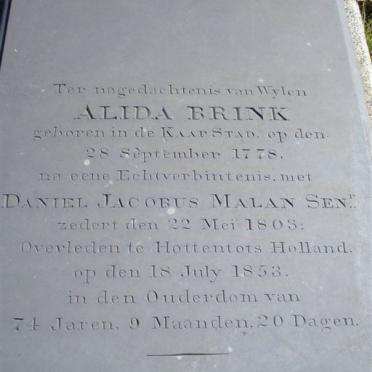 Ter nagedachtenis van Wylen
ALIDA BRINK
geboren in de KAAP STAD, op den
28 September 1778.
na eene Echtverbintenis, met
DANIEL JACOBUS MALAN SENR.
zedert den 22 Mei 1803;
Overleden te Hottentots Holland.
op den 18 July 1853.
in den Ouderdom van
74 Jaren, 9 Maanden, 20 Dagen.